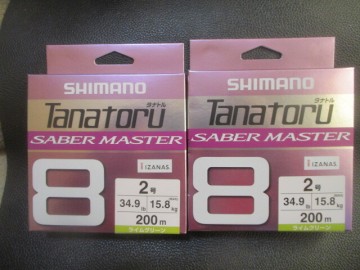 SHIMANO
タナトル
Tanatoru
SABER MASTER
IZANAS
8
2号
34.9lb 15.8kg
200m
ライムグリーン
SHIMANO
タナトル
Tanatoru
SABER MASTER
IZANAS
8
2号
34.9lb 15.8kg
200m
ライムグリーン